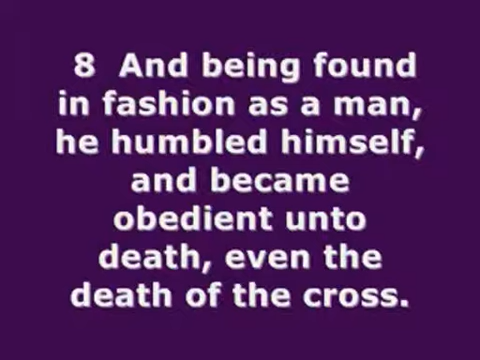 8 And being found
in fashion as a man,
he humbled himself,
and became
obedient unto
death, even the
death of the cross.